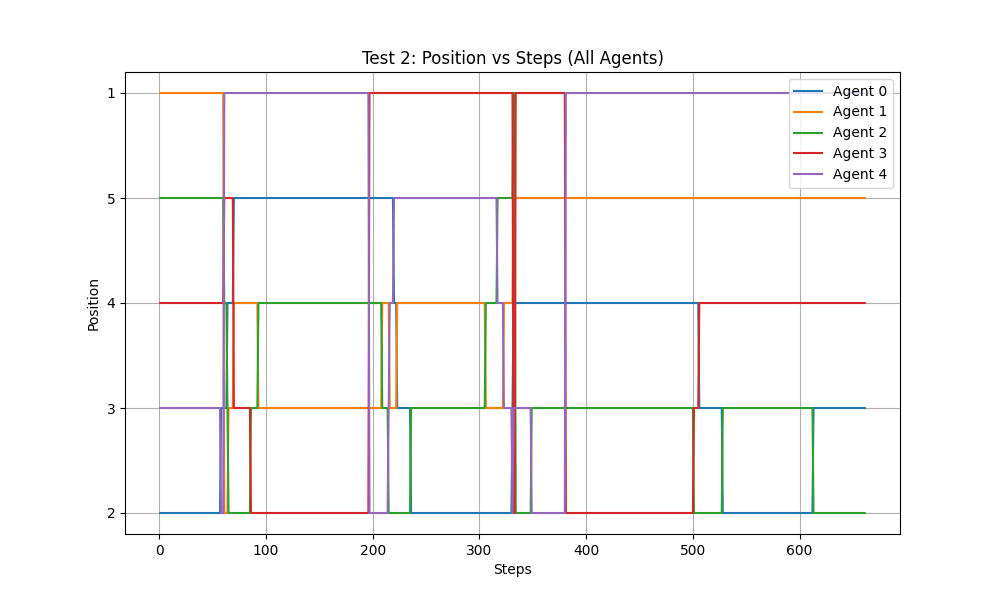 Test 2: Position vs Steps (All Agents)
Position
1
5
4
3
2
0 100 200 300 400 500 600
Steps
Agent 0
Agent 1
Agent 2
Agent 3
Agent 4